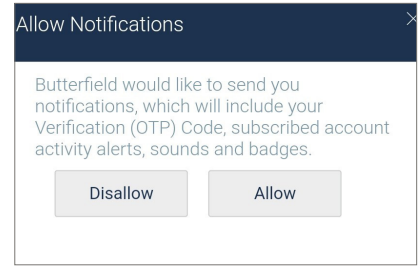 Allow Notifications
Butterfield would like to send you
notifications, which will include your
Verification (OTP) Code, subscribed account
activity alerts, sounds and badges.
Disallow Allow